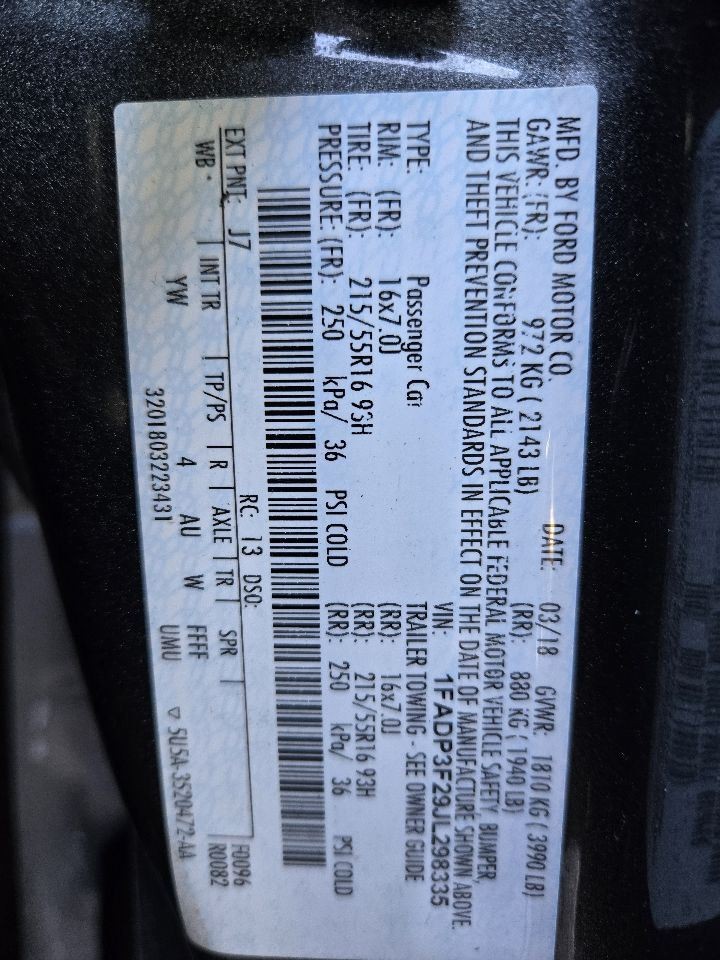 MFD. BY FORD MOTOR CO.
DATE: 03/18 GVWR: 1810 KG ( 3990 LB)
GAWR: (FR): 972 KG ( 2143 LB) (RR): 880 KG ( 1940 LB)
THIS VEHICLE CONFORMS TO ALL APPLICABLE FEDERAL MOTOR VEHICLE SAFETY, BUMPER,
AND THEFT PREVENTION STANDARDS IN EFFECT ON THE DATE OF MANUFACTURE SHOWN ABOVE.
VIN: 1FADP3F29JL298335
TYPE: Passenger Car TRAILER TOWING - SEE OWNER GUIDE
RIM: (FR): 16x7.0J (RR): 16x7.0J
TIRE: (FR): 215/55R16 93H (RR): 215/55R16 93H
PRESSURE: (FR): 250 kPa/ 36 PSI COLD (RR): 250 kPa/ 36 PSI COLD
EXT PNT: J7 RC: 13 DSO:
WB INT TR TP/PS R AXLE TR SPR
YW 4 AU W FFFF
UMU
3201803223431
▽ 5U5A-3520472-AA
R0082